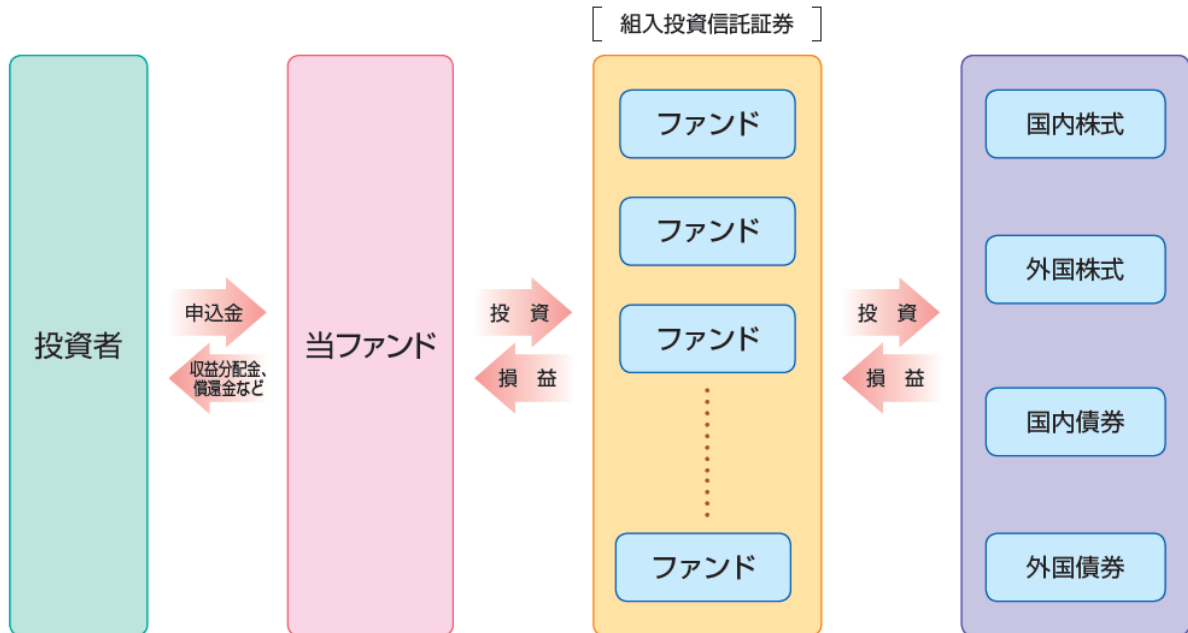 [組入投資信託証券]
投資者
申込金
収益分配金、
償還金など
当ファンド
投 資
損 益
ファンド
ファンド
ファンド
ファンド
投 資
損 益
国内株式
外国株式
国内債券
外国債券